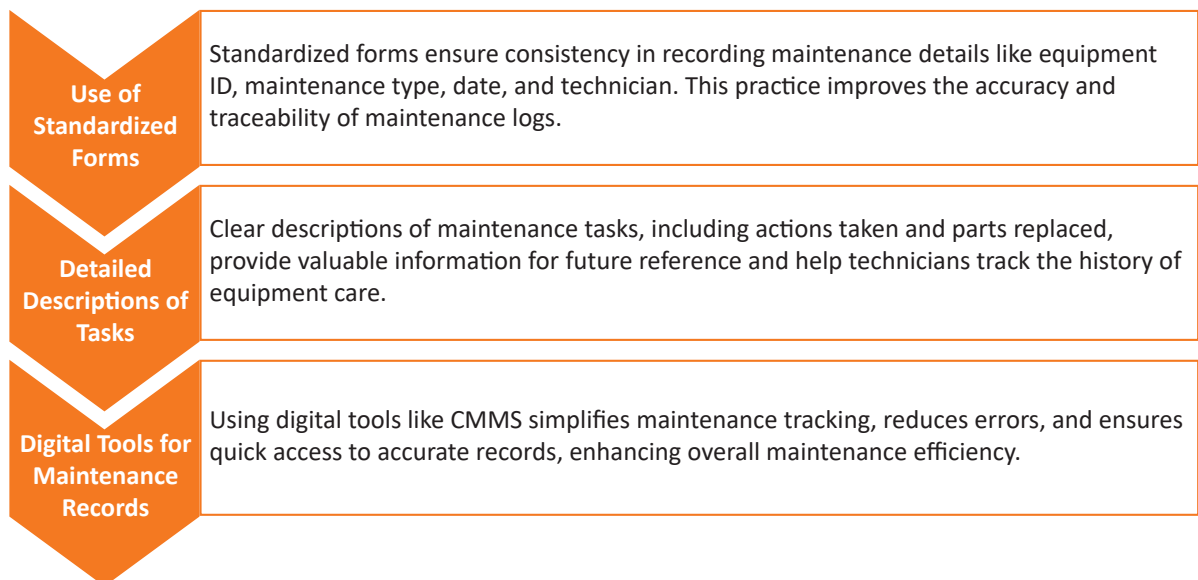 Use of
Standardized
Forms
Standardized forms ensure consistency in recording maintenance details like equipment
ID, maintenance type, date, and technician. This practice improves the accuracy and
traceability of maintenance logs.
Detailed
Descriptions of
Tasks
Clear descriptions of maintenance tasks, including actions taken and parts replaced,
provide valuable information for future reference and help technicians track the history of
equipment care.
Digital Tools for
Maintenance
Records
Using digital tools like CMMS simplifies maintenance tracking, reduces errors, and ensures
quick access to accurate records, enhancing overall maintenance efficiency.